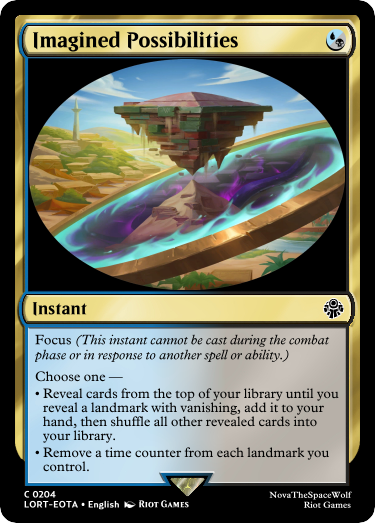 Imagined Possibilities
Instant
Focus (This instant cannot be cast during the combat
phase or in response to another spell or ability.)
Choose one —
• Reveal cards from the top of your library until you
reveal a landmark with vanishing, add it to your
hand, then shuffle all other revealed cards into
your library.
• Remove a time counter from each landmark you
control.
C 0204
LORT-EOTA • English Riot Games
NovaTheSpaceWolf
Riot Games